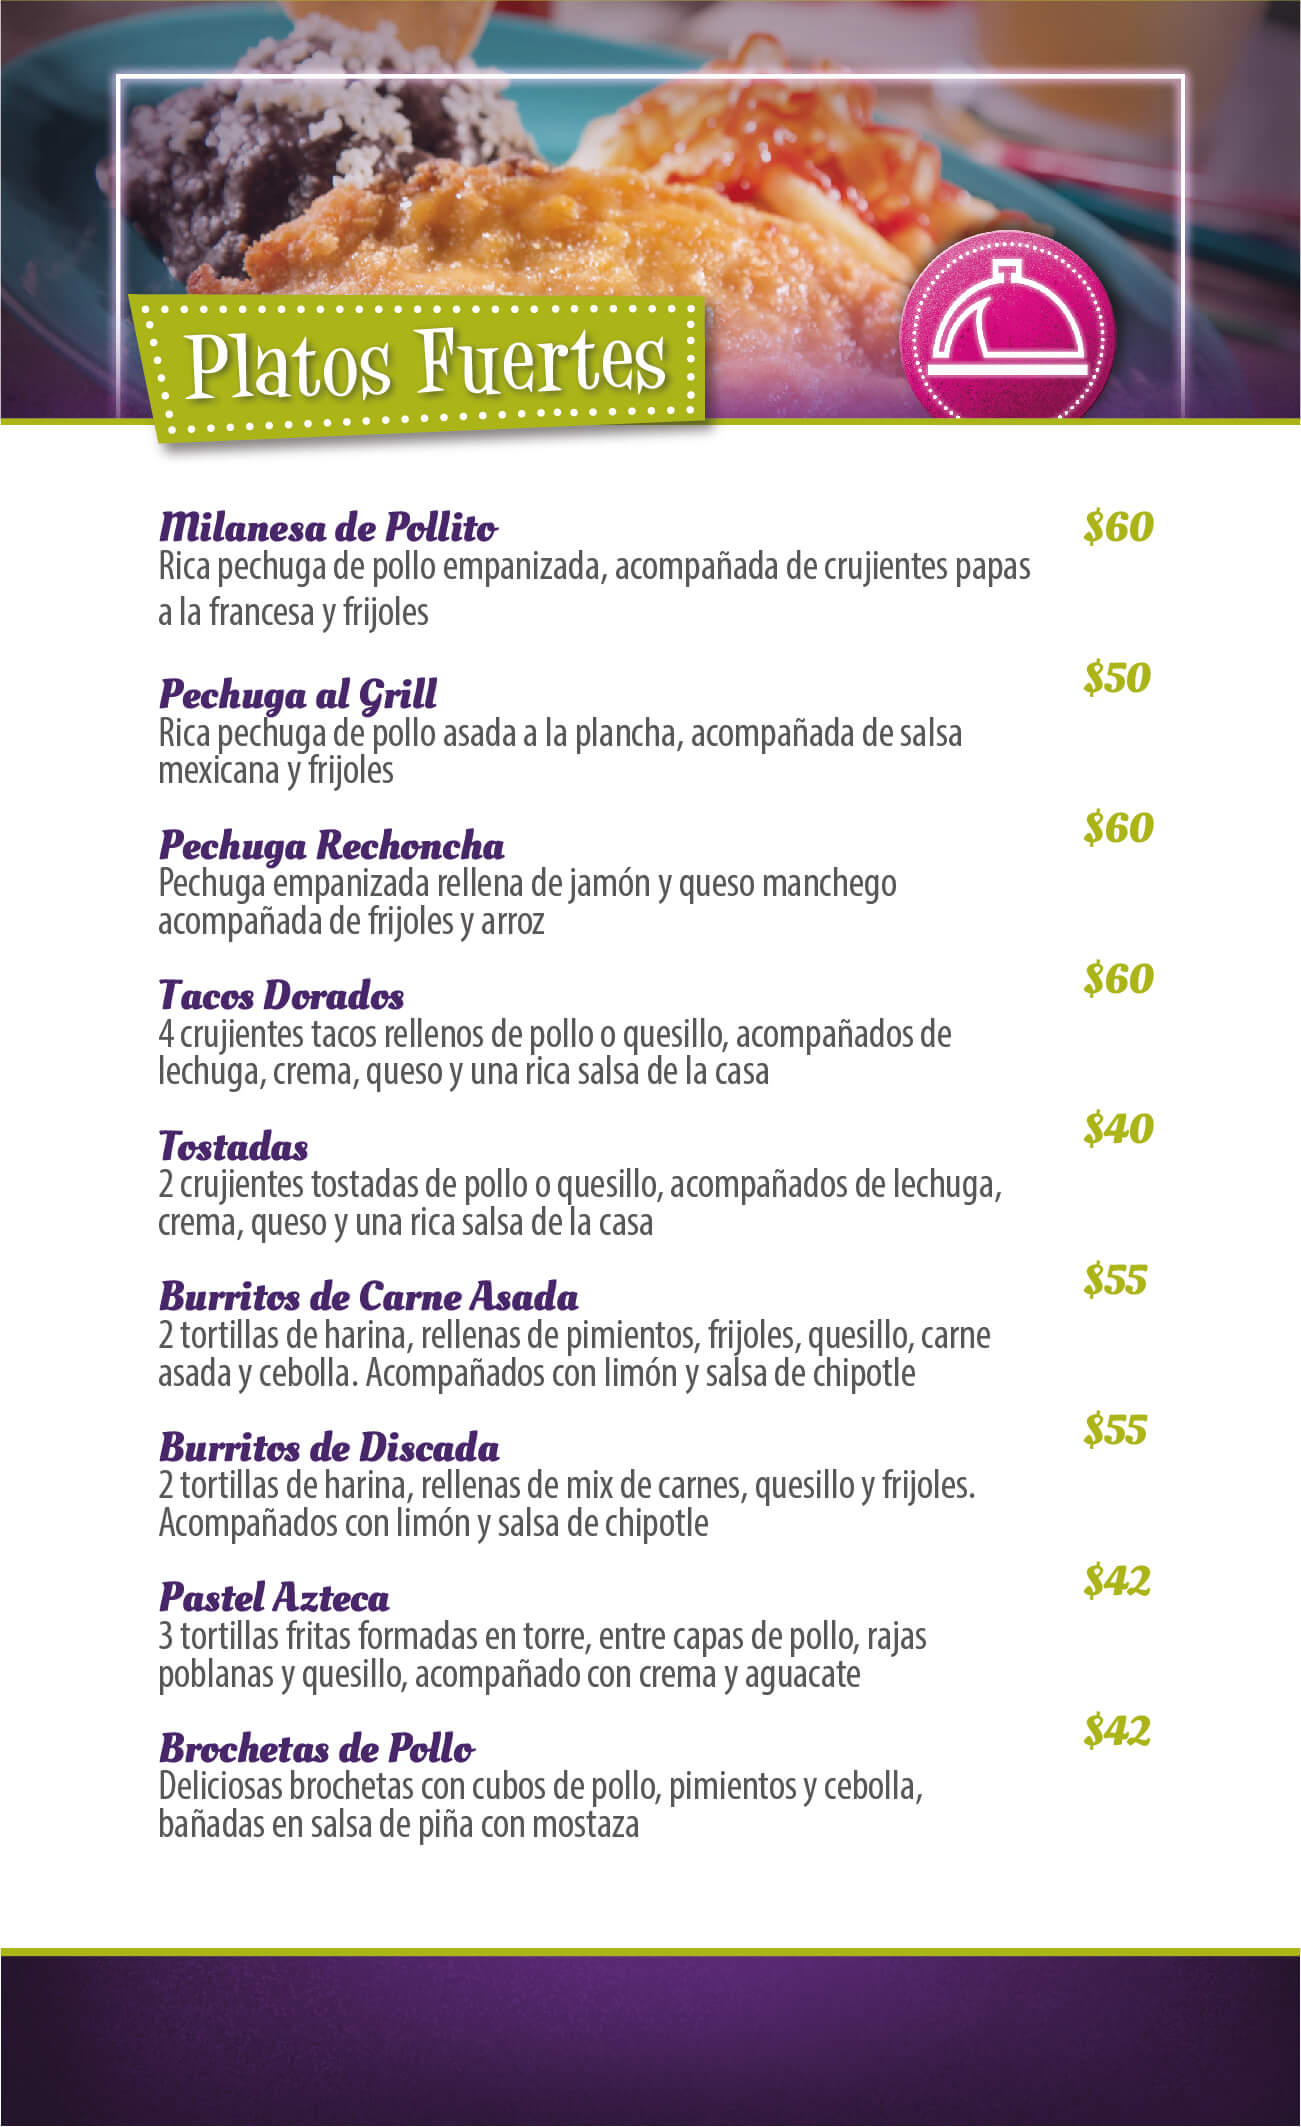 Platos Fuertes
Milanesa de Pollito $60
Rica pechuga de pollo empanizada, acompañada de crujientes papas
a la francesa y frijoles
Pechuga al Grill $50
Rica pechuga de pollo asada a la plancha, acompañada de salsa
mexicana y frijoles
Pechuga Rechoncha $60
Pechuga empanizada rellena de jamón y queso manchego
acompañada de frijoles y arroz
Tacos Dorados $60
4 crujientes tacos rellenos de pollo o quesillo, acompañados de
lechuga, crema, queso y una rica salsa de la casa
Tostadas $40
2 crujientes tostadas de pollo o quesillo, acompañados de lechuga,
crema, queso y una rica salsa de la casa
Burritos de Carne Asada $55
2 tortillas de harina, rellenas de pimientos, frijoles, quesillo, carne
asada y cebolla. Acompañados con limón y salsa de chipotle
Burritos de Discada $55
2 tortillas de harina, rellenas de mix de carnes, quesillo y frijoles.
Acompañados con limón y salsa de chipotle
Pastel Azteca $42
3 tortillas fritas formadas en torre, entre capas de pollo, rajas
poblanas y quesillo, acompañado con crema y aguacate
Brochetas de Pollo $42
Deliciosas brochetas con cubos de pollo, pimientos y cebolla,
bañadas en salsa de piña con mostaza